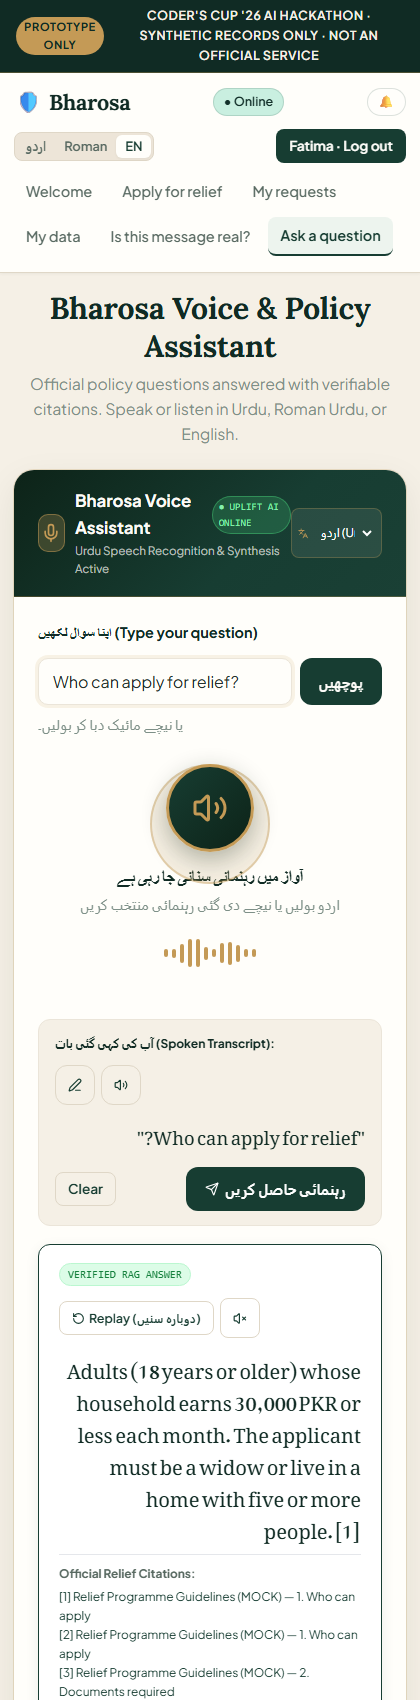 PROTOTYPE ONLY
CODER'S CUP '26 AI HACKATHON · SYNTHETIC RECORDS ONLY · NOT AN OFFICIAL SERVICE
Bharosa
● Online
اردو
Roman
EN
Fatima · Log out
Welcome
Apply for relief
My requests
My data
Is this message real?
Ask a question
Bharosa Voice & Policy
Assistant
Official policy questions answered with verifiable
citations. Speak or listen in Urdu, Roman Urdu, or
English.
Bharosa Voice
Assistant
Urdu Speech Recognition & Synthesis
Active
● UPLIFT AI
ONLINE
اردو (U
اپنا سوال لکھیں (Type your question)
Who can apply for relief?
پوچھیں
یا نیچے مائیک دبا کر بولیں۔
آواز میں رہنمائی سنائی جا رہی ہے
اردو بولیں یا نیچے دی گئی رہنمائی منتخب کریں
آپ کی کہی گئی بات (Spoken Transcript):
"?Who can apply for relief"
Clear
رہنمائی حاصل کریں
VERIFIED RAG ANSWER
Replay (دوبارہ سنیں)
Adults (18 years or older) whose
household earns 30,000 PKR or
less each month. The applicant
must be a widow or live in a
home with five or more
people. [1]
Official Relief Citations:
[1] Relief Programme Guidelines (MOCK) — 1. Who can
apply
[2] Relief Programme Guidelines (MOCK) — 1. Who can
apply
[3] Relief Programme Guidelines (MOCK) — 2.
Documents required